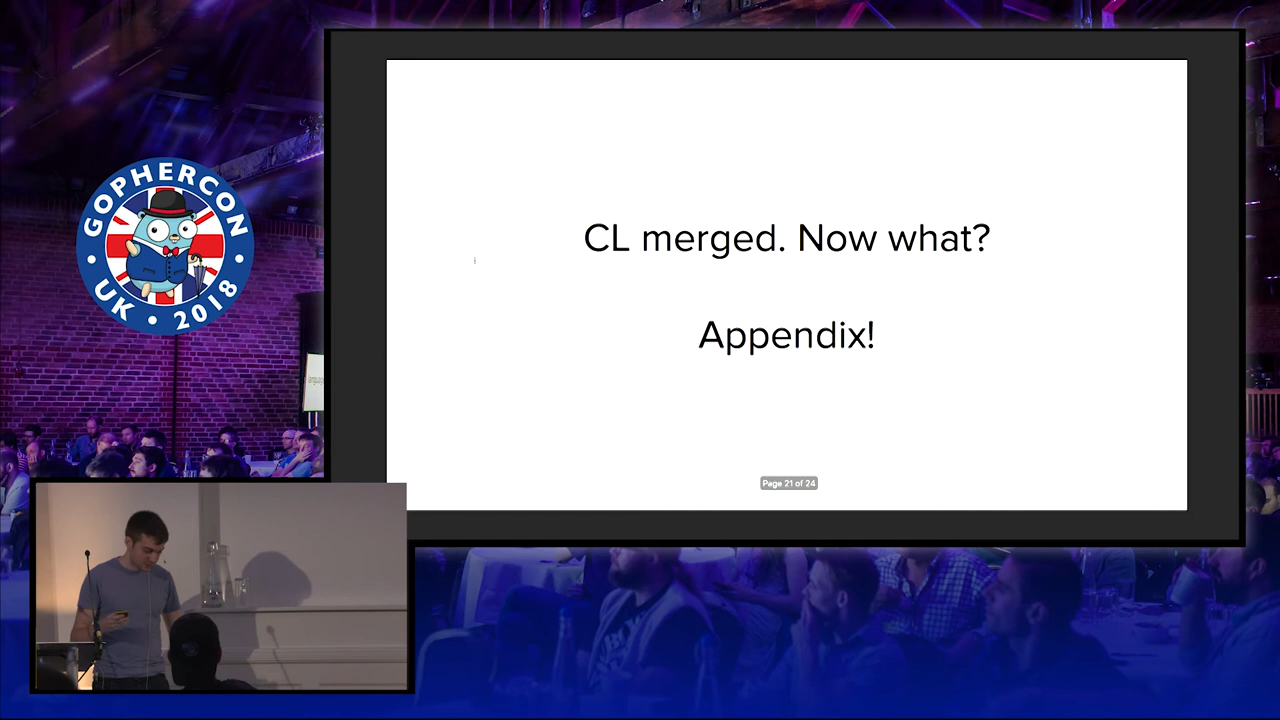 GOPHERCON
UK • 2018
CL merged. Now what?
Appendix!
Page 21 of 24